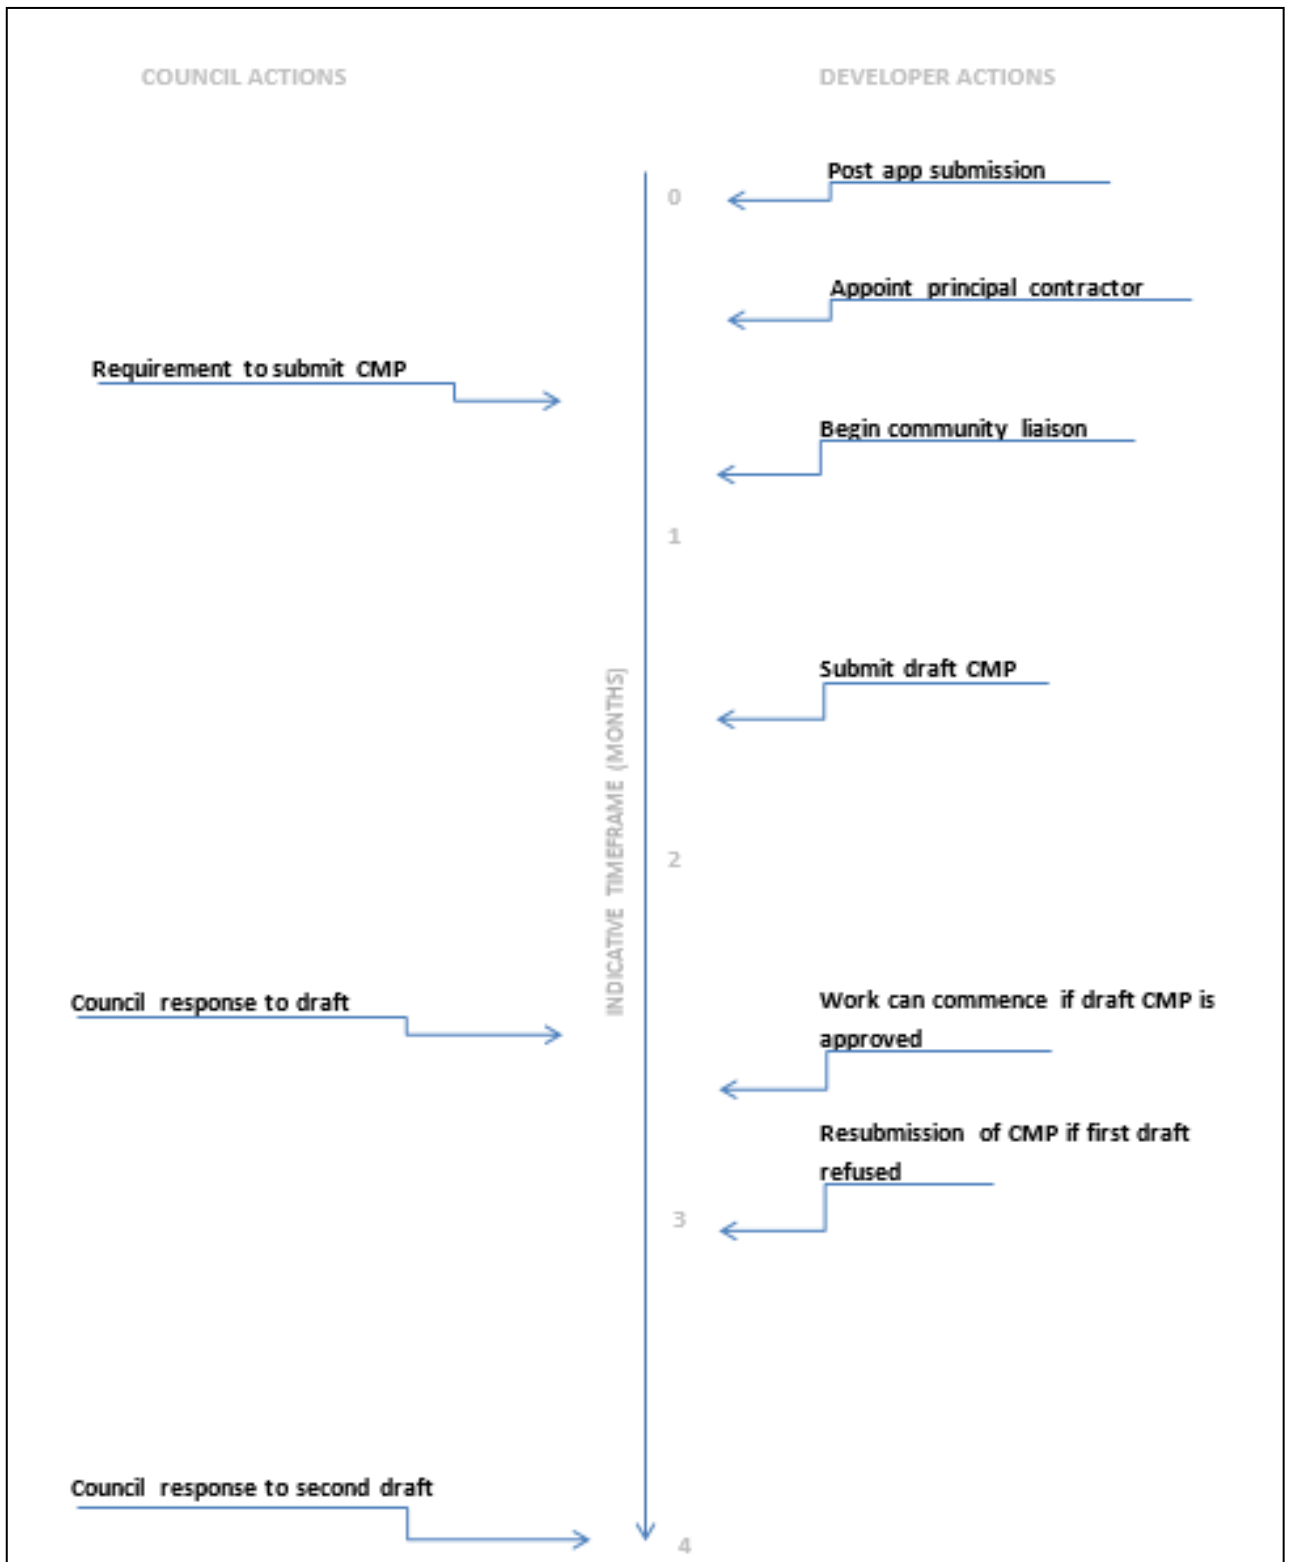 COUNCIL ACTIONS
DEVELOPER ACTIONS
Post app submission
0
Appoint principal contractor
Requirement to submit CMP
Begin community liaison
1
Submit draft CMP
INDICATIVE TIMEFRAME (MONTHS)
2
Council response to draft
Work can commence if draft CMP is
approved
Resubmission of CMP if first draft
refused
3
Council response to second draft
4